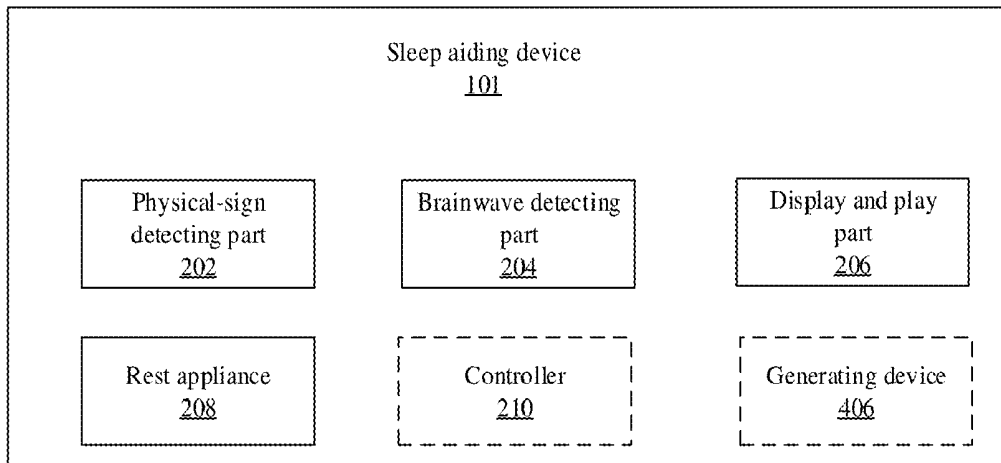 Sleep aiding device
101
Physical-sign
detecting part
202
Brainwave detecting
part
204
Display and play
part
206
Rest appliance
208
Controller
210
Generating device
406